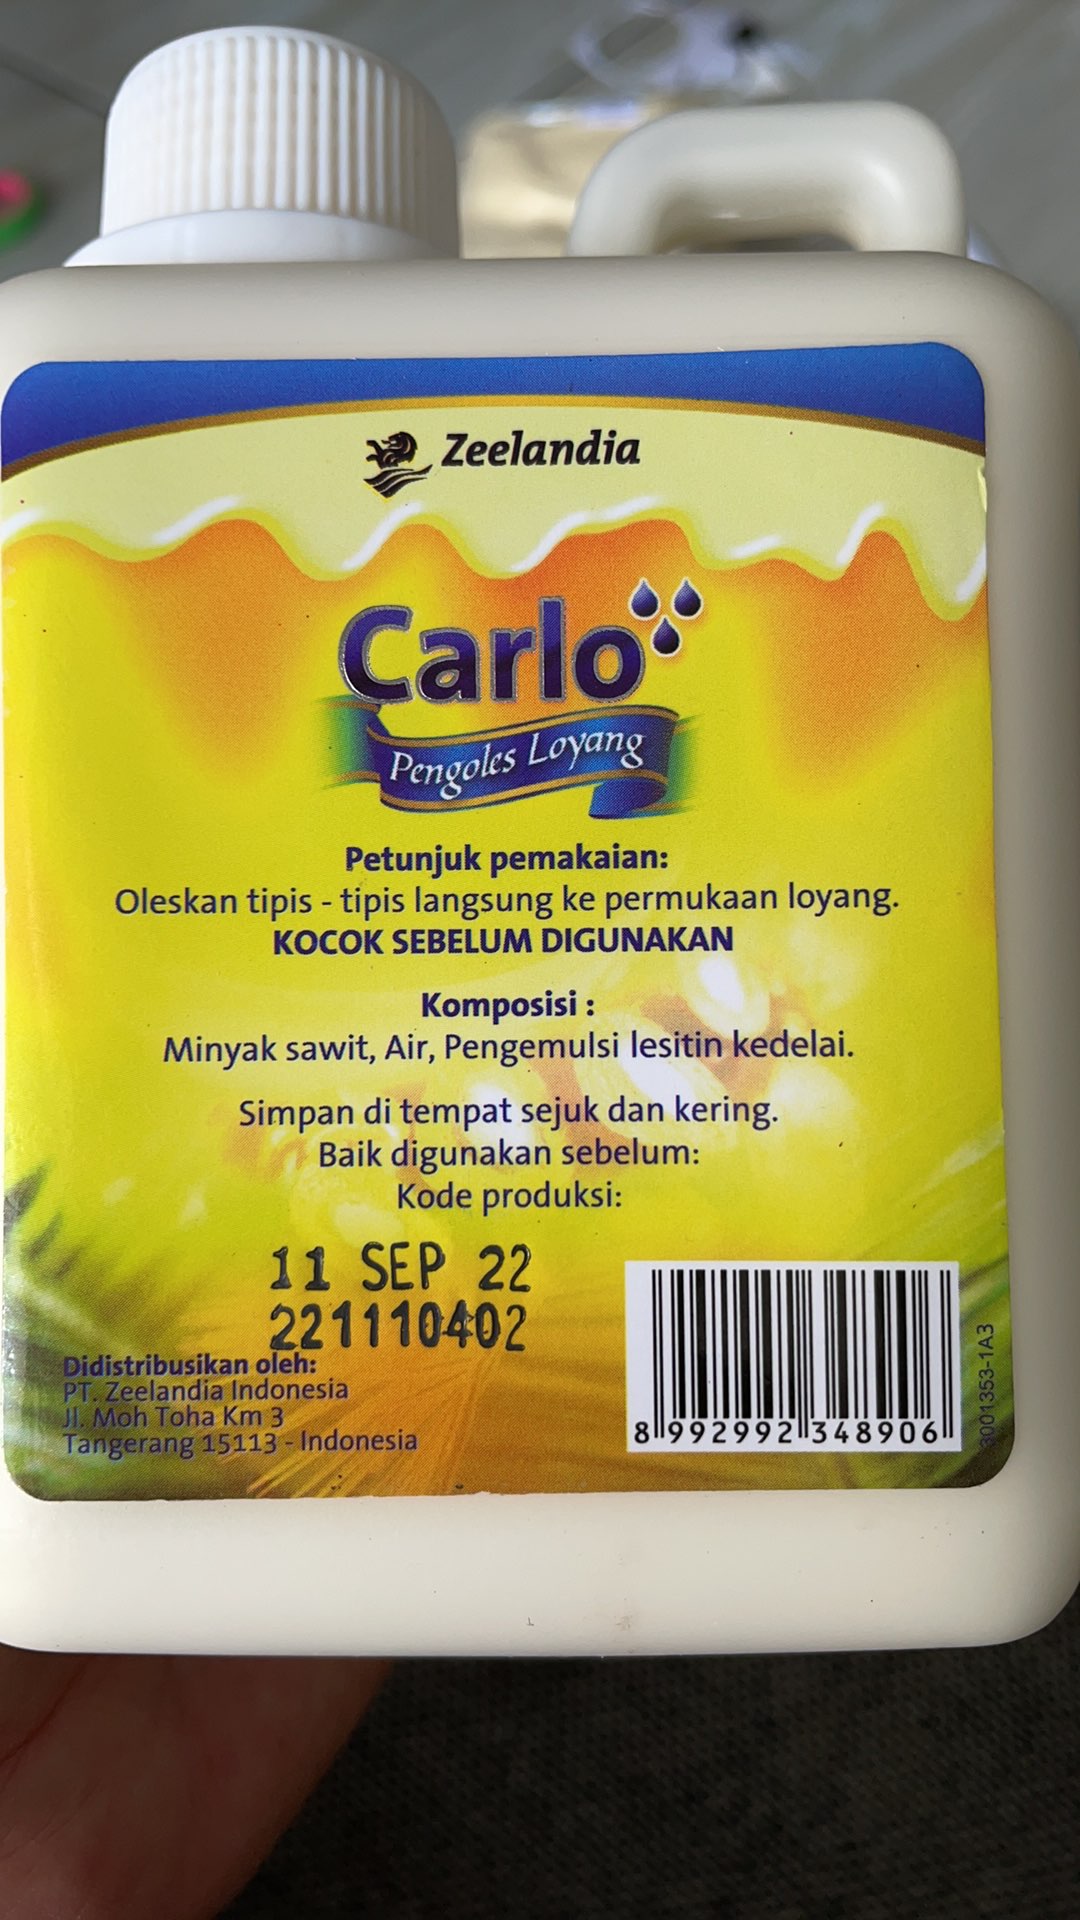 Zeelandia
Carlo
Pengoles Loyang
Petunjuk pemakaian:
Oleskan tipis - tipis langsung ke permukaan loyang.
KOCOK SEBELUM DIGUNAKAN
Komposisi :
Minyak sawit, Air, Pengemulsi lesitin kedelai.
Simpan di tempat sejuk dan kering.
Baik digunakan sebelum:
Kode produksi:
11 SEP 22
221110402
Didistribusikan oleh:
PT. Zeelandia Indonesia
Jl. Moh Toha Km 3
Tangerang 15113 - Indonesia
8 992992 348906
3001353-1A3